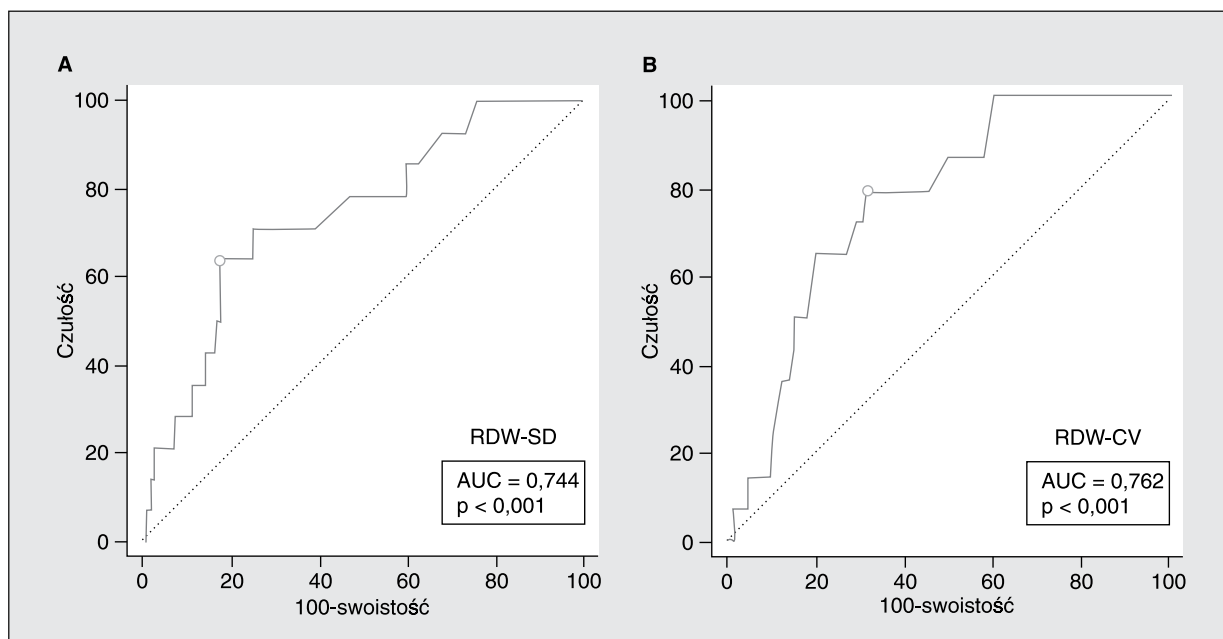 A
100
80
60
40
20
0
Czułość
0 20 40 60 80 100
100-swoistość
RDW-SD
AUC = 0,744
p < 0,001
B
100
80
60
40
20
0
Czułość
0 20 40 60 80 100
100-swoistość
RDW-CV
AUC = 0,762
p < 0,001